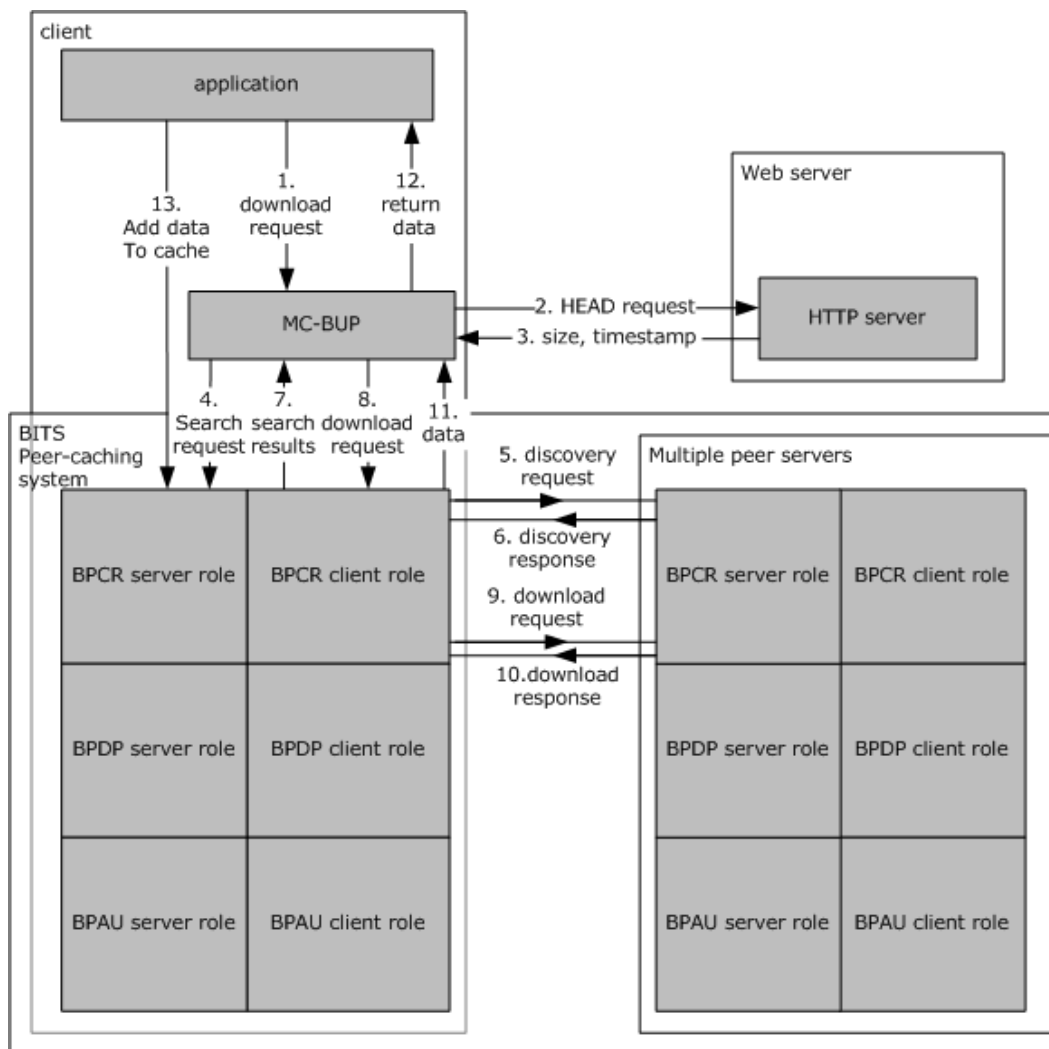 client
application
Web server
13.
Add data
To cache
1.
download
request
12.
return
data
MC-BUP
2. HEAD request
3. size, timestamp
HTTP server
4.
Search
request
7.
search
results
8.
download
request
11.
data
BITS
Peer-caching
system
5. discovery
request
Multiple peer servers
6. discovery
response
9. download
request
10.download
response
BPCR server role
BPCR client role
BPDP server role
BPDP client role
BPAU server role
BPAU client role
BPCR server role
BPCR client role
BPDP server role
BPDP client role
BPAU server role
BPAU client role